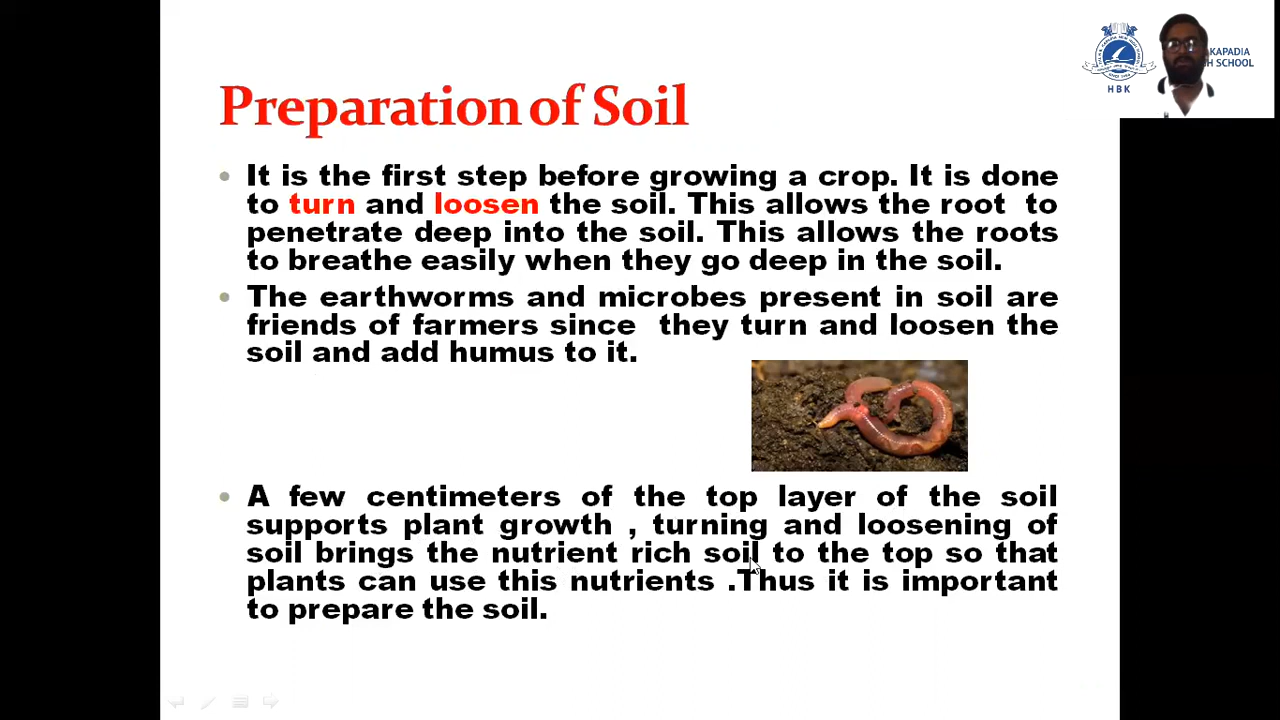 KAPADIA
H SCHOOL
HBK
Preparation of Soil
It is the first step before growing a crop. It is done
to turn and loosen the soil. This allows the root to
penetrate deep into the soil. This allows the roots
to breathe easily when they go deep in the soil.
The earthworms and microbes present in soil are
friends of farmers since they turn and loosen the
soil and add humus to it.
A few centimeters of the top layer of the soil
supports plant growth , turning and loosening of
soil brings the nutrient rich soil to the top so that
plants can use this nutrients .Thus it is important
to prepare the soil.